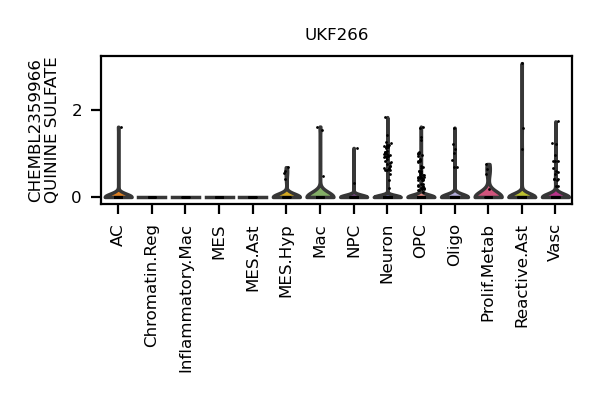 UKF266
CHEMBL2359966
QUININE SULFATE
2
0
AC
Chromatin.Reg
Inflammatory.Mac
MES
MES.Ast
MES.Hyp
Mac
NPC
Neuron
OPC
Oligo
Prolif.Metab
Reactive.Ast
Vasc